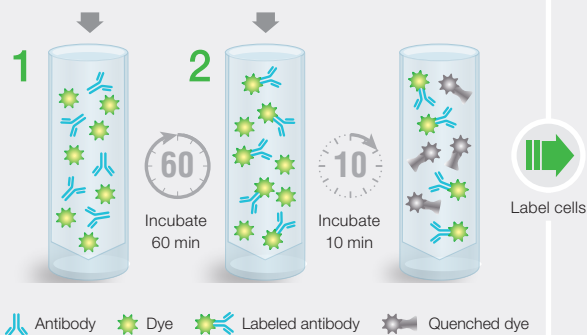 1
2
60
10
Incubate
60 min
Incubate
10 min
Label cells
Antibody
Dye
Labeled antibody
Quenched dye